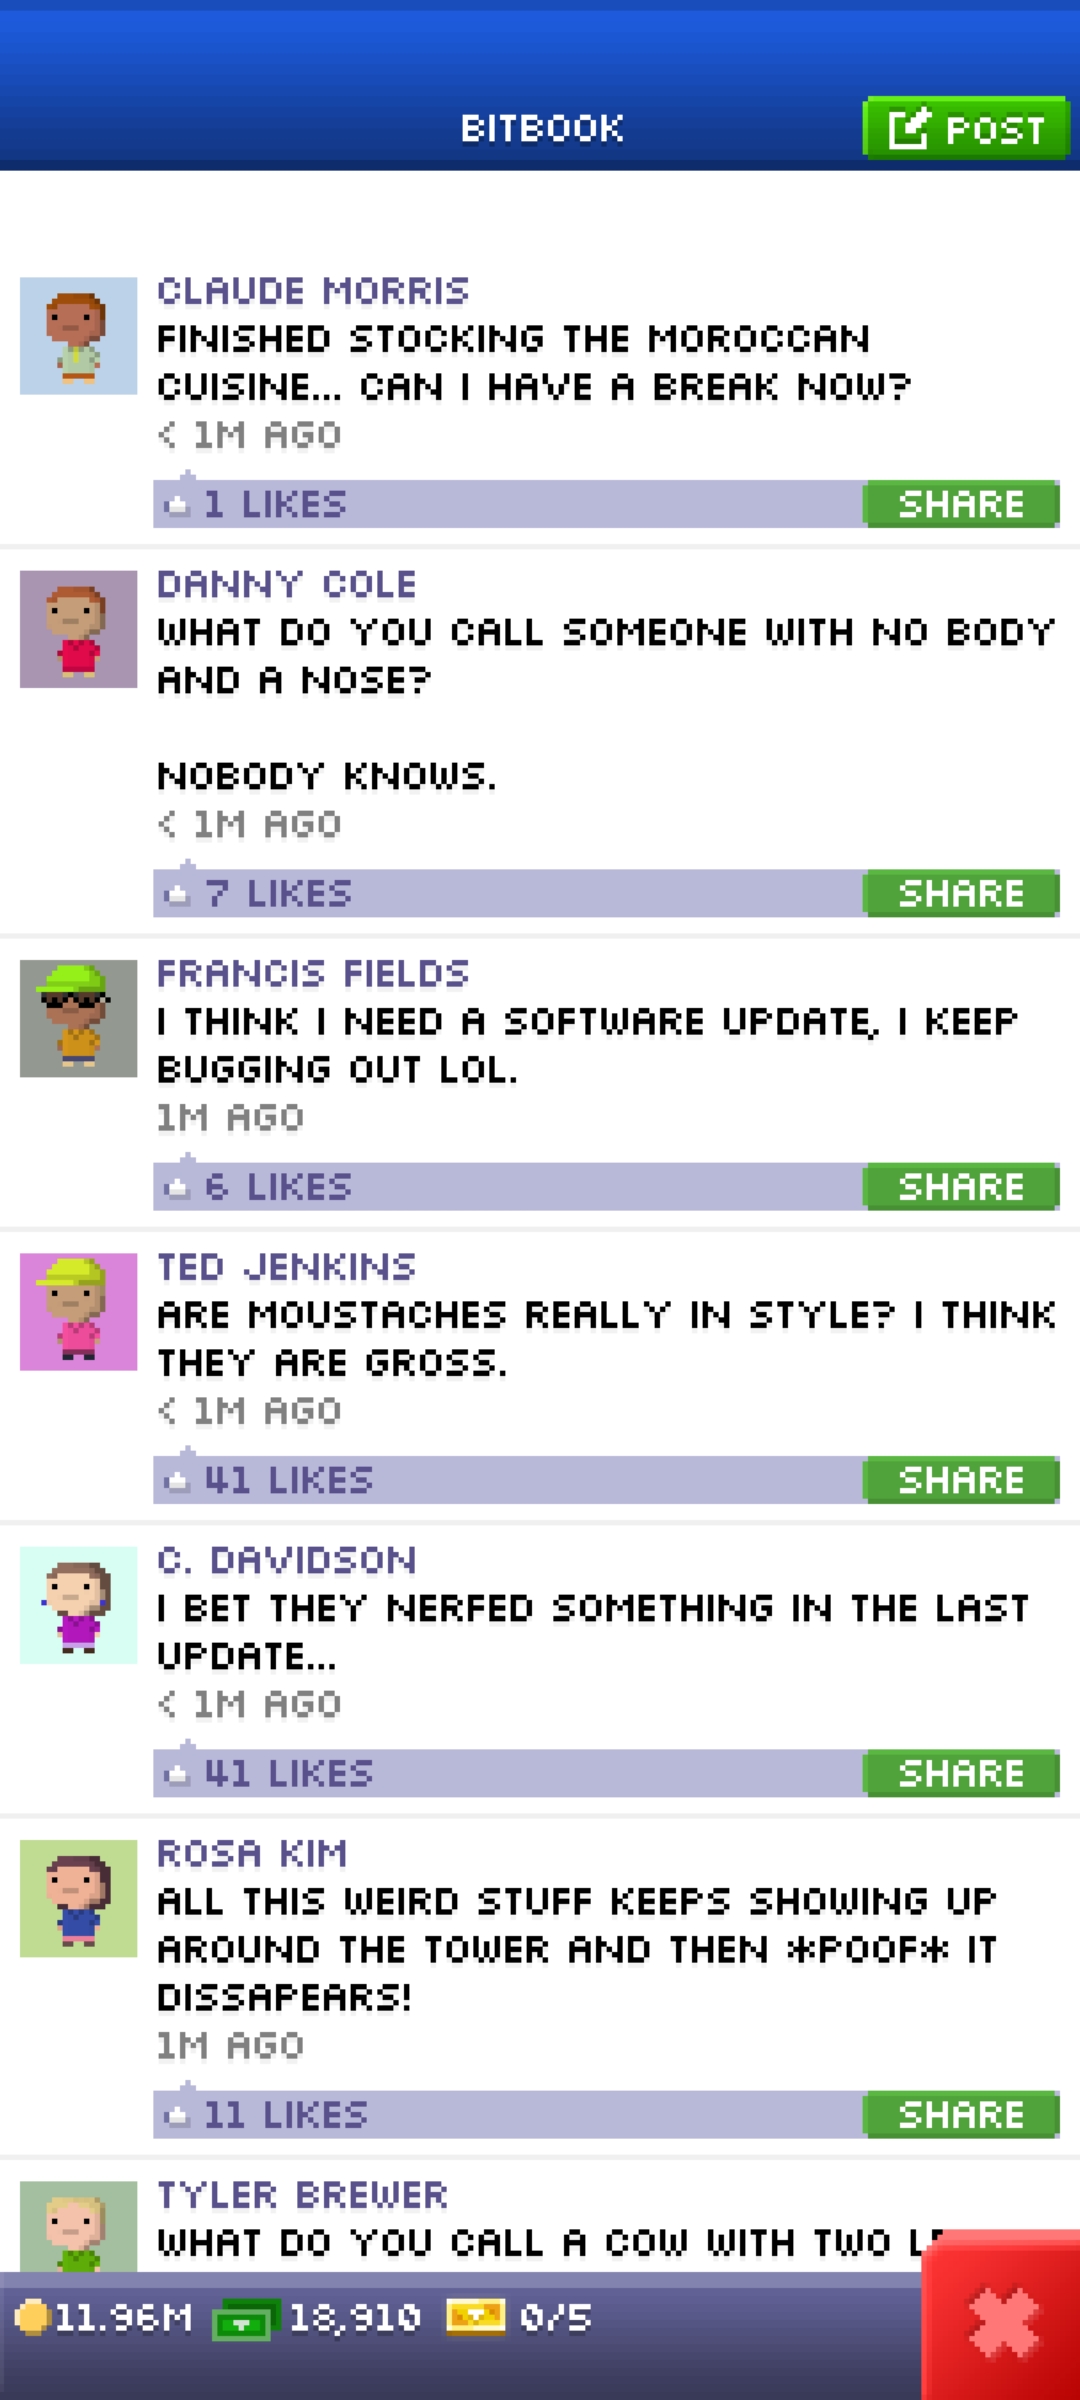 BITBOOK
POST
CLAUDE MORRIS
FINISHED STOCKING THE MOROCCAN
CUISINE... CAN I HAVE A BREAK NOW?
< 1M AGO
1 LIKES
SHARE
DANNY COLE
WHAT DO YOU CALL SOMEONE WITH NO BODY
AND A NOSE?
NOBODY KNOWS.
< 1M AGO
7 LIKES
SHARE
FRANCIS FIELDS
I THINK I NEED A SOFTWARE UPDATE, I KEEP
BUGGING OUT LOL.
1M AGO
6 LIKES
SHARE
TED JENKINS
ARE MOUSTACHES REALLY IN STYLE? I THINK
THEY ARE GROSS.
< 1M AGO
41 LIKES
SHARE
C. DAVIDSON
I BET THEY NERFED SOMETHING IN THE LAST
UPDATE...
< 1M AGO
41 LIKES
SHARE
ROSA KIM
ALL THIS WEIRD STUFF KEEPS SHOWING UP
AROUND THE TOWER AND THEN *POOF* IT
DISSAPEARS!
1M AGO
11 LIKES
SHARE
TYLER BREWER
WHAT DO YOU CALL A COW WITH TWO
11.96M
18,910
0/5